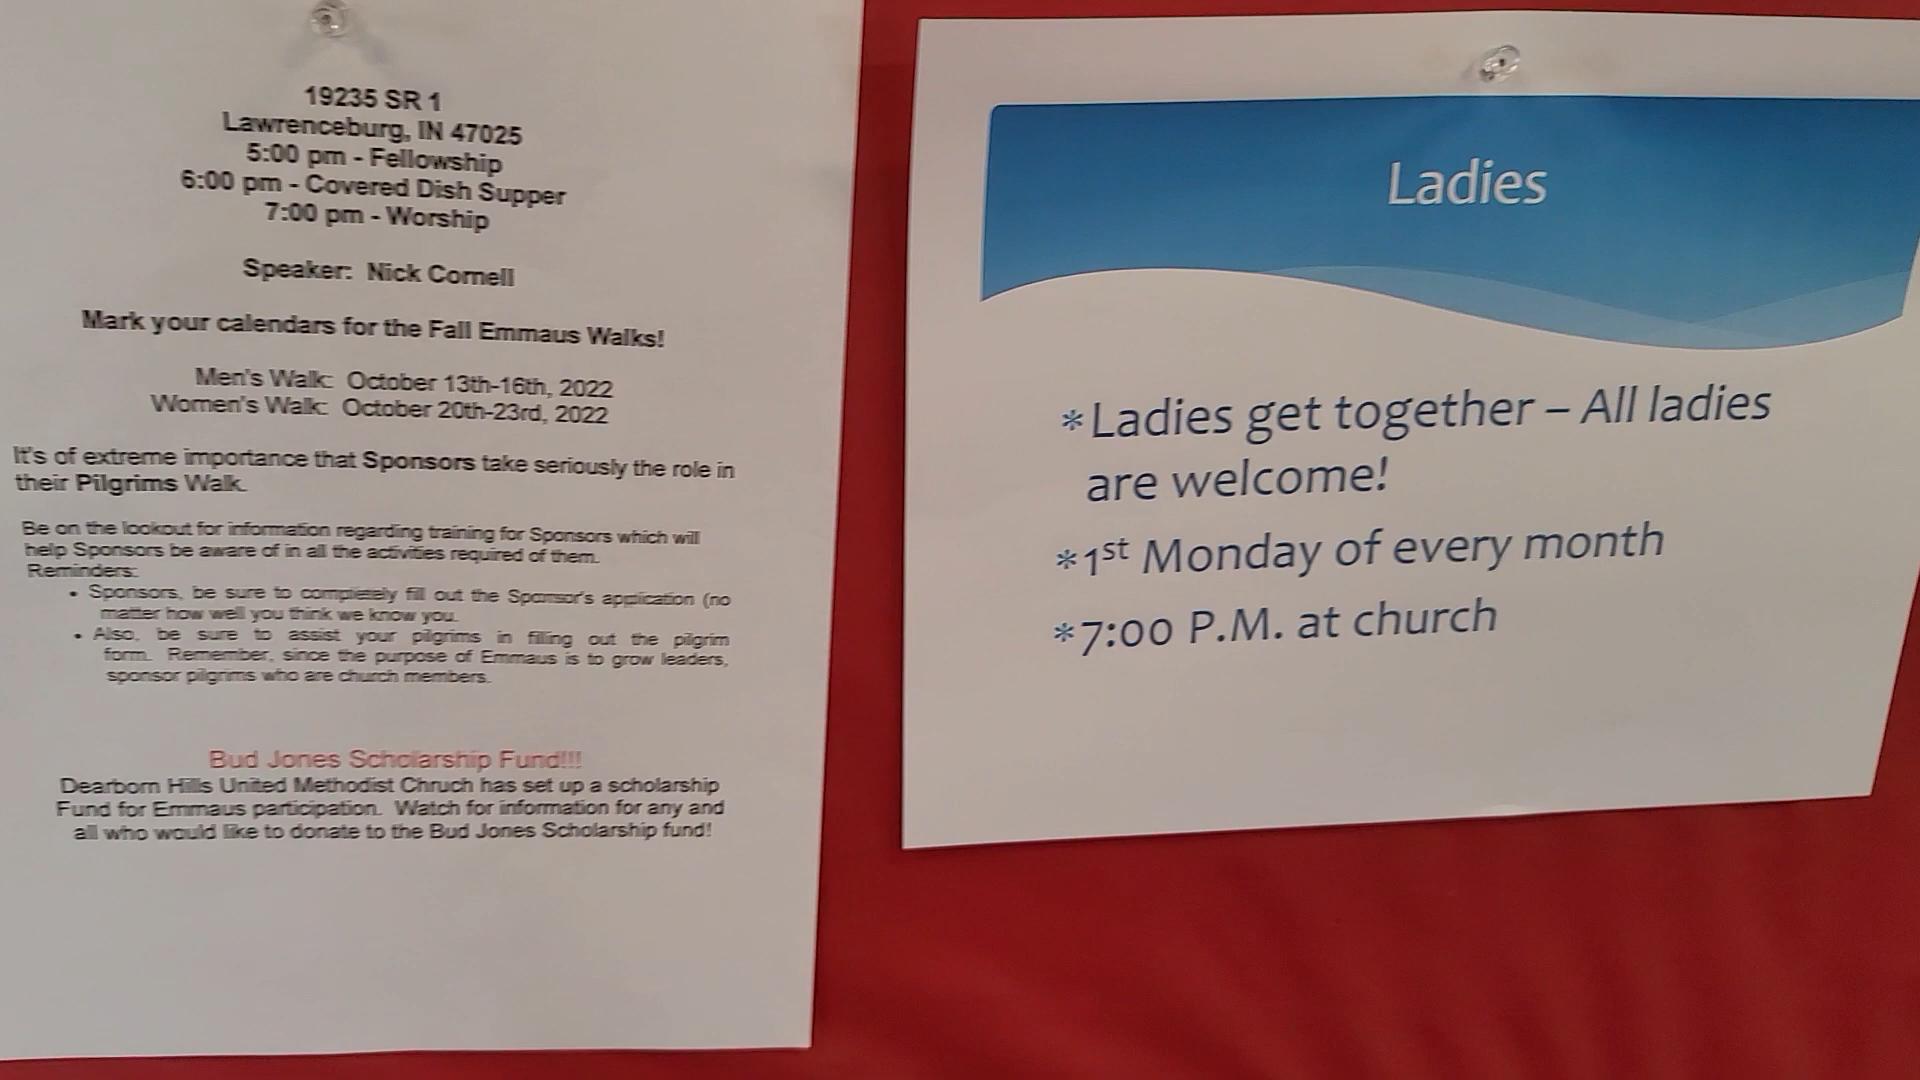 19235 SR 1
Lawrenceburg, IN 47025
5:00 pm - Fellowship
6:00 pm - Covered Dish Supper
7:00 pm - Worship
Speaker: Nick Cornell
Mark your calendars for the Fall Emmaus Walks!
Men's Walk: October 13th-16th, 2022
Women's Walk: October 20th-23rd, 2022
It's of extreme importance that Sponsors take seriously the role in
their Pilgrims Walk.
Be on the lookout for information regarding training for Sponsors which will
help Sponsors be aware of in all the activities required of them.
Reminders:
• Sponsors, be sure to completely fill out the Sponsor's application (no
matter how well you think we know you.
• Also, be sure to assist your pilgrims in filling out the pilgrim
form. Remember, since the purpose of Emmaus is to grow leaders,
sponsor pilgrims who are church members.
Bud Jones Scholarship Fund!!!
Dearborn Hills United Methodist Chruch has set up a scholarship
Fund for Emmaus participation. Watch for information for any and
all who would like to donate to the Bud Jones Scholarship fund!
Ladies
*Ladies get together – All ladies
are welcome!
*1st Monday of every month
*7:00 P.M. at church